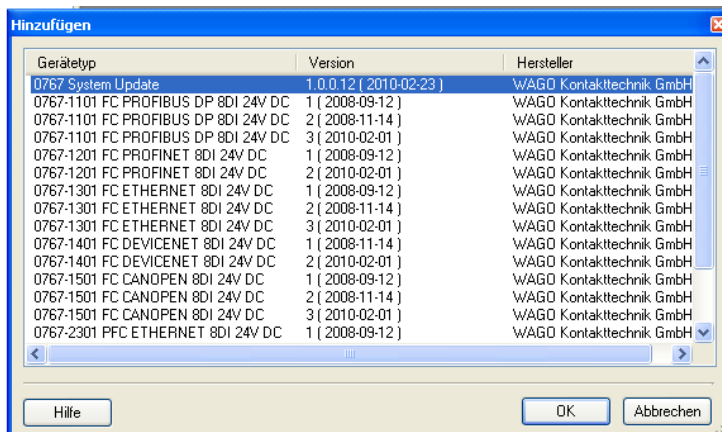 Hinzufügen
Gerätetyp Version Hersteller
0767 System Update 1.0.0.12 ( 2010-02-23 ) WAGO Kontakttechnik GmbH
0767-1101 FC PROFIBUS DP 8DI 24V DC 1 ( 2008-09-12 ) WAGO Kontakttechnik GmbH
0767-1101 FC PROFIBUS DP 8DI 24V DC 2 ( 2008-11-14 ) WAGO Kontakttechnik GmbH
0767-1101 FC PROFIBUS DP 8DI 24V DC 3 ( 2010-02-01 ) WAGO Kontakttechnik GmbH
0767-1201 FC PROFINET 8DI 24V DC 1 ( 2008-09-12 ) WAGO Kontakttechnik GmbH
0767-1201 FC PROFINET 8DI 24V DC 2 ( 2010-02-01 ) WAGO Kontakttechnik GmbH
0767-1301 FC ETHERNET 8DI 24V DC 1 ( 2008-09-12 ) WAGO Kontakttechnik GmbH
0767-1301 FC ETHERNET 8DI 24V DC 2 ( 2008-11-14 ) WAGO Kontakttechnik GmbH
0767-1301 FC ETHERNET 8DI 24V DC 3 ( 2010-02-01 ) WAGO Kontakttechnik GmbH
0767-1401 FC DEVICENET 8DI 24V DC 1 ( 2008-11-14 ) WAGO Kontakttechnik GmbH
0767-1401 FC DEVICENET 8DI 24V DC 2 ( 2010-02-01 ) WAGO Kontakttechnik GmbH
0767-1501 FC CANOPEN 8DI 24V DC 1 ( 2008-09-12 ) WAGO Kontakttechnik GmbH
0767-1501 FC CANOPEN 8DI 24V DC 2 ( 2008-11-14 ) WAGO Kontakttechnik GmbH
0767-1501 FC CANOPEN 8DI 24V DC 3 ( 2010-02-01 ) WAGO Kontakttechnik GmbH
0767-2301 PFC ETHERNET 8DI 24V DC 1 ( 2008-09-12 ) WAGO Kontakttechnik GmbH
Hilfe OK Abbrechen